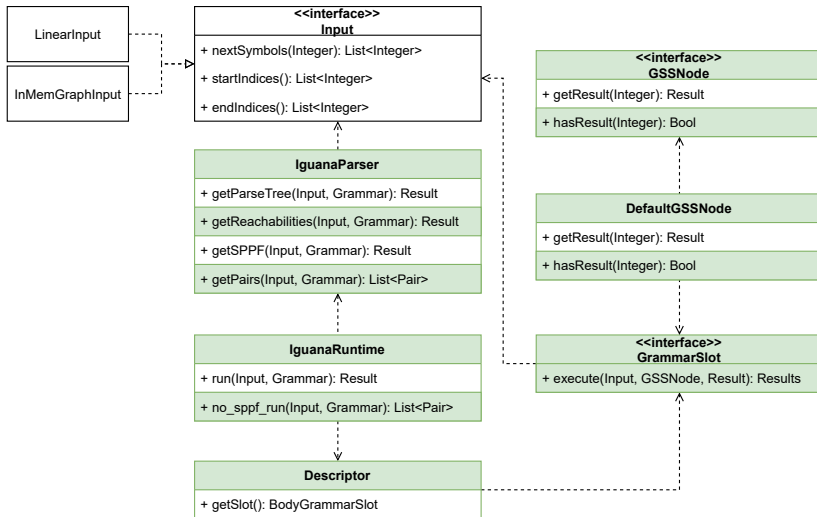 LinearInput
InMemGraphInput
<<interface>>
Input
+ nextSymbols(Integer): List<Integer>
+ startIndices(): List<Integer>
+ endIndices(): List<Integer>
<<interface>>
GSSNode
+ getResult(Integer): Result
+ hasResult(Integer): Bool
IguanaParser
+ getParseTree(Input, Grammar): Result
+ getReachabilities(Input, Grammar): Result
+ getSPPF(Input, Grammar): Result
+ getPairs(Input, Grammar): List<Pair>
DefaultGSSNode
+ getResult(Integer): Result
+ hasResult(Integer): Bool
IguanaRuntime
+ run(Input, Grammar): Result
+ no_sppf_run(Input, Grammar): List<Pair>
<<interface>>
GrammarSlot
+ execute(Input, GSSNode, Result): Results
Descriptor
+ getSlot(): BodyGrammarSlot